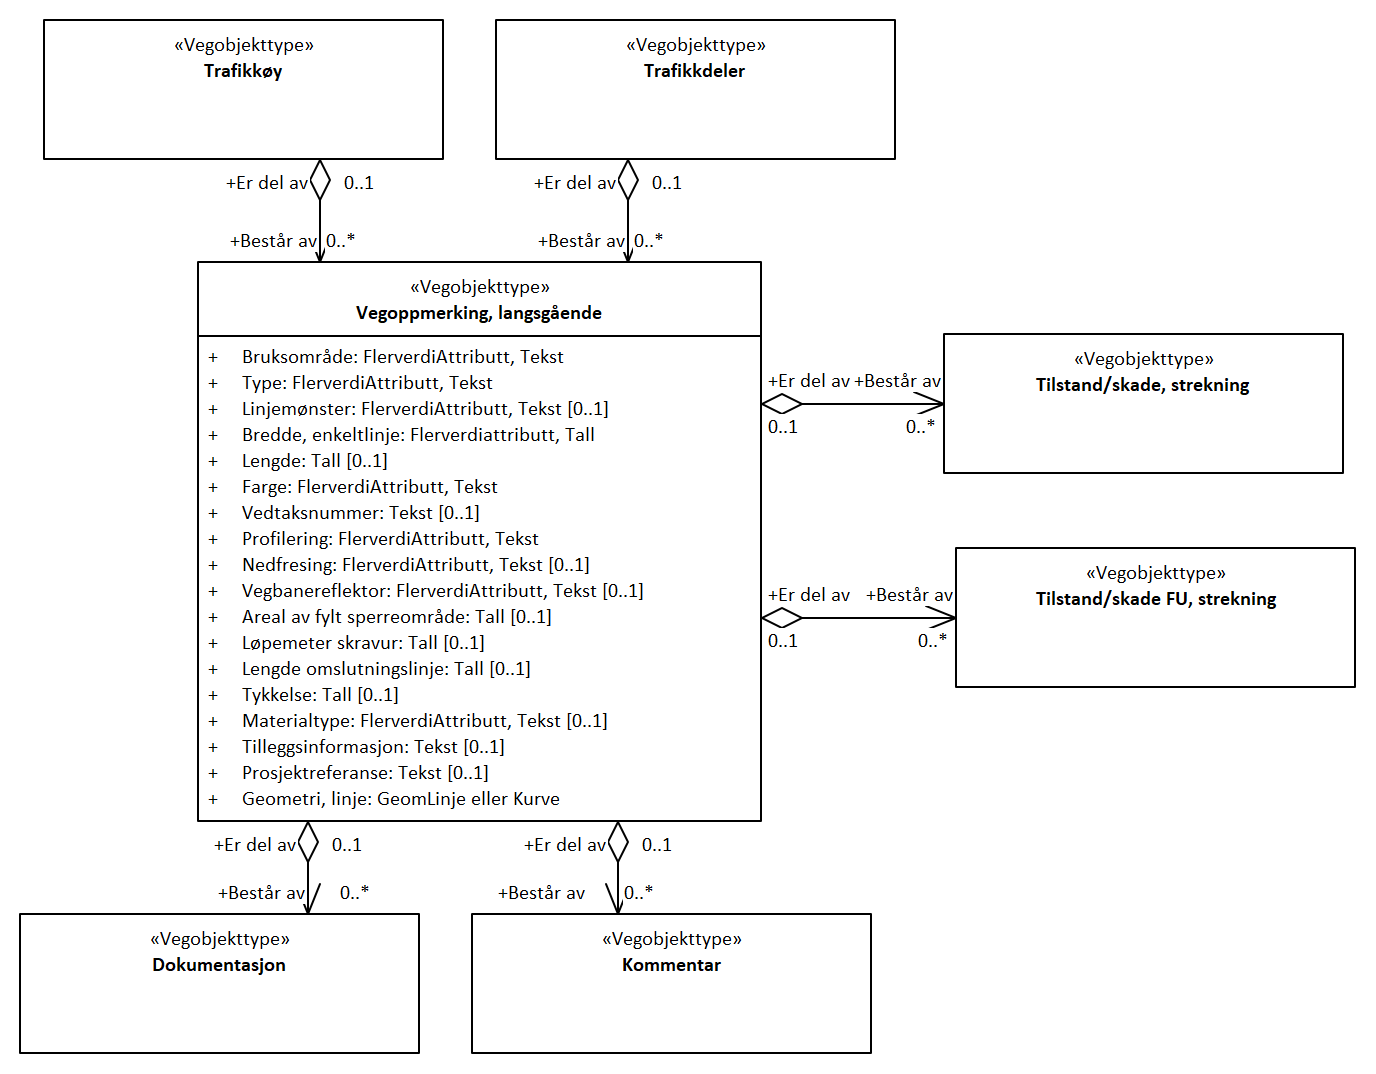 «Vegobjekttype»
Trafikkøy
«Vegobjekttype»
Trafikkdeler
+Er del av 0..1
+Er del av 0..1
+Består av 0..*
+Består av 0..*
«Vegobjekttype»
Vegoppmerking, langsgående
+ Bruksområde: FlerverdiAttributt, Tekst
+ Type: FlerverdiAttributt, Tekst
+ Linjemønster: FlerverdiAttributt, Tekst [0..1]
+ Bredde, enkeltlinje: Flerverdiattributt, Tall
+ Lengde: Tall [0..1]
+ Farge: FlerverdiAttributt, Tekst
+ Vedtaksnummer: Tekst [0..1]
+ Profilering: FlerverdiAttributt, Tekst
+ Nedfresing: FlerverdiAttributt, Tekst [0..1]
+ Vegbanereflektor: FlerverdiAttributt, Tekst [0..1]
+ Areal av fylt sperreområde: Tall [0..1]
+ Løpemeter skravur: Tall [0..1]
+ Lengde omslutningslinje: Tall [0..1]
+ Tykkelse: Tall [0..1]
+ Materialtype: FlerverdiAttributt, Tekst [0..1]
+ Tilleggsinformasjon: Tekst [0..1]
+ Prosjektreferanse: Tekst [0..1]
+ Geometri, linje: GeomLinje eller Kurve
+Er del av +Består av
0..1 0..*
«Vegobjekttype»
Tilstand/skade, strekning
+Er del av +Består av
0..1 0..*
«Vegobjekttype»
Tilstand/skade FU, strekning
+Er del av 0..1
+Er del av 0..1
+Består av 0..*
+Består av 0..*
«Vegobjekttype»
Dokumentasjon
«Vegobjekttype»
Kommentar